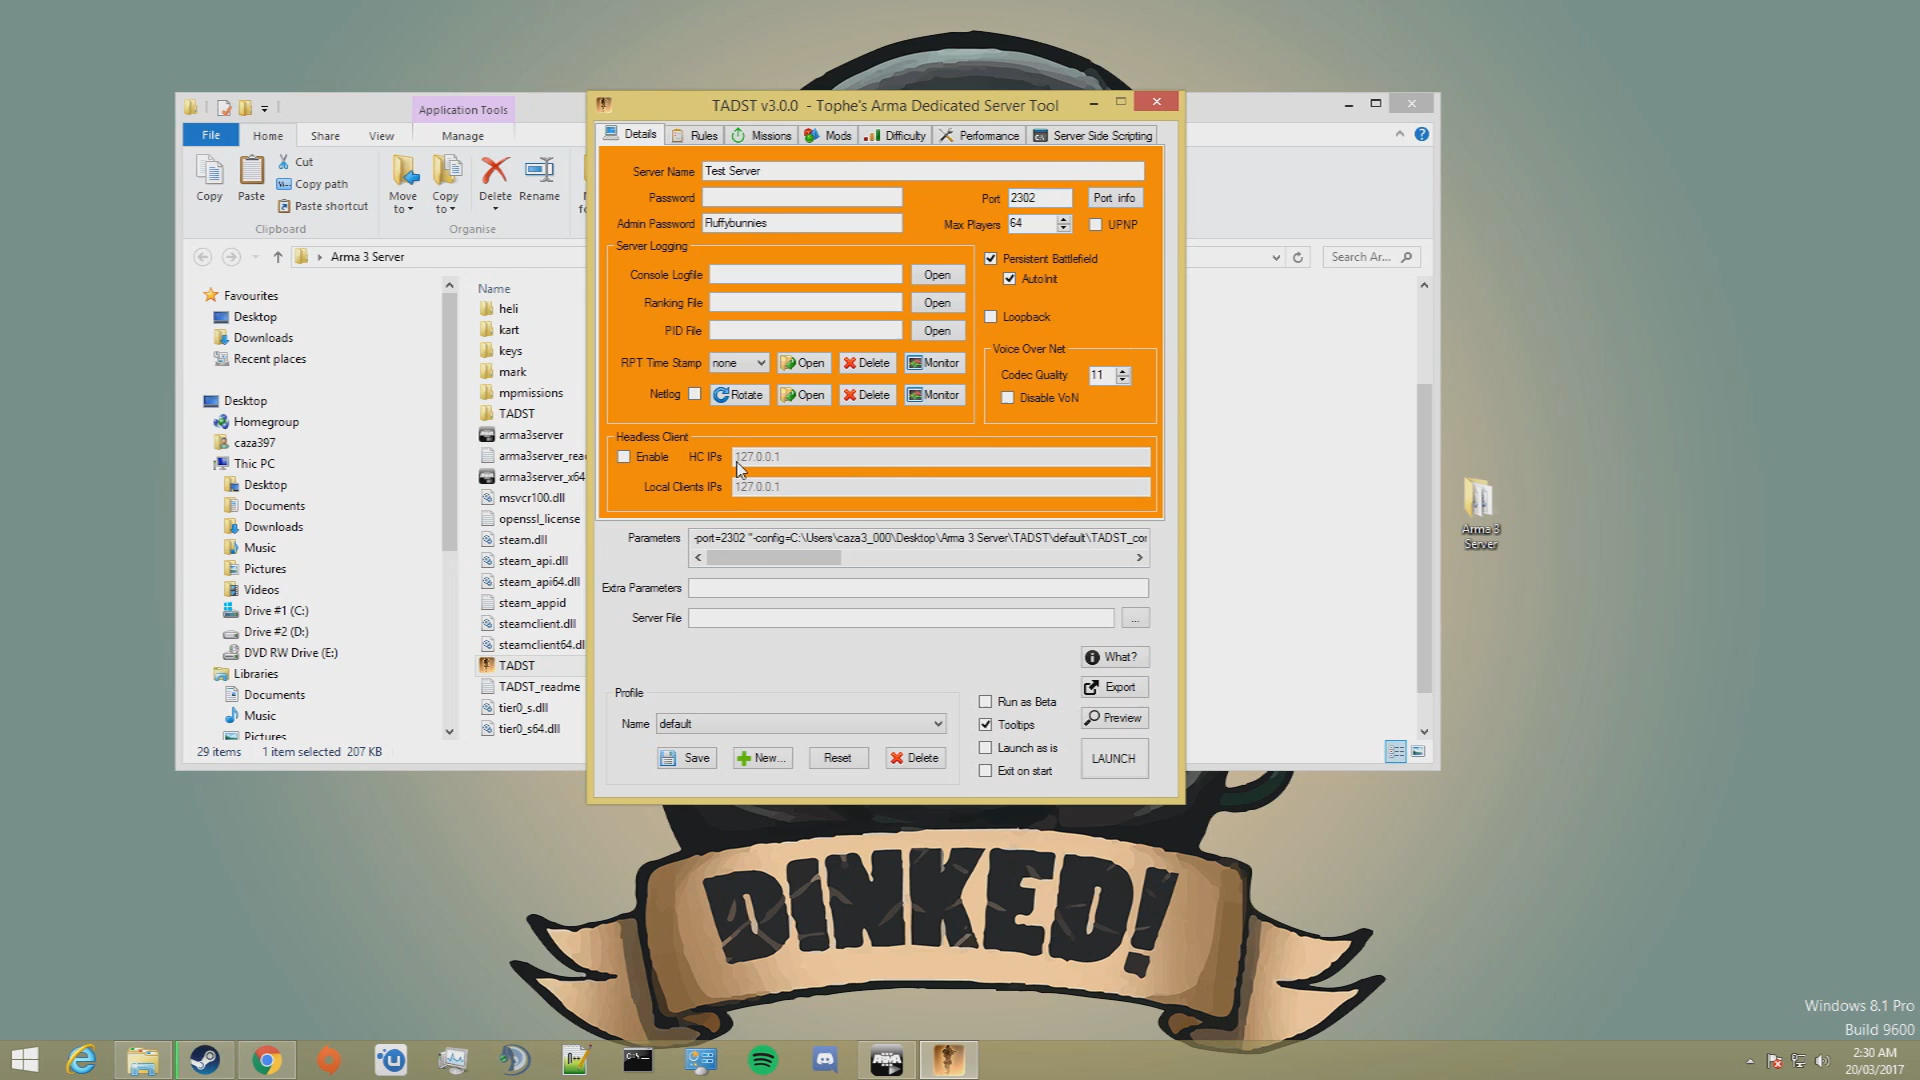 Application Tools
File
Home
Share
View
Manage
Copy
Paste
Cut
Copy path
Paste shortcut
Clipboard
Move to
Copy to
Delete
Rename
Organise
Arma 3 Server
Search Ar...
Favourites
Desktop
Downloads
Recent places
Desktop
Homegroup
caza397
This PC
Desktop
Documents
Downloads
Music
Pictures
Videos
Drive #1 (C:)
Drive #2 (D:)
DVD RW Drive (E:)
Libraries
Documents
Music
Pictures
Name
heli
kart
keys
mark
mpmissions
TADST
arma3server
arma3server_rea
arma3server_x64
msvcr100.dll
openssl_license
steam.dll
steam_api.dll
steam_api64.dll
steam_appid
steamclient.dll
steamclient64.dl
TADST
TADST_readme
tier0_s.dll
tier0_s64.dll
29 items 1 item selected 207 KB
TADST v3.0.0 - Tophe's Arma Dedicated Server Tool
Details
Rules
Missions
Mods
Difficulty
Performance
Server Side Scripting
Server Name Test Server
Password
Port 2302
Port info
Admin Password Fluffybunnies
Max Players 64
UPNP
Server Logging
Console Logfile
Open
Ranking File
Open
PID File
Open
RPT Time Stamp none
Open
Delete
Monitor
Netlog
Rotate
Open
Delete
Monitor
Persistent Battlefield
AutoInit
Loopback
Voice Over Net
Codec Quality 11
Disable VoN
Headless Client
Enable
HC IPs 127.0.0.1
Local Clients IPs 127.0.0.1
Parameters -port=2302 "-config=C:\Users\caza3_000\Desktop\Arma 3 Server\TADST\default\TADST_cor
Extra Parameters
Server File
...
What?
Export
Preview
LAUNCH
Profile
Name default
Save
New...
Reset
Delete
Run as Beta
Tooltips
Launch as is
Exit on start
Arma 3 Server
DINKED!
Windows 8.1 Pro
Build 9600
ARMA
2:30 AM
20/03/2017